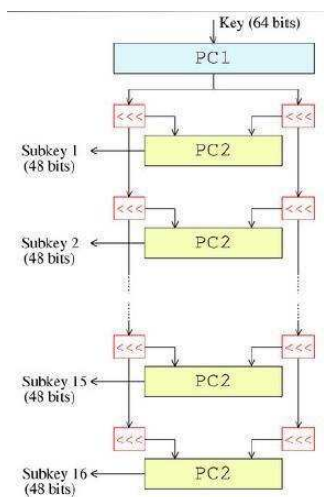 Key (64 bits)
PC1
<<< <<<
Subkey 1
(48 bits)
PC2
<<< <<<
Subkey 2
(48 bits)
PC2
<<< <<<
Subkey 15
(48 bits)
PC2
<<< <<<
Subkey 16
(48 bits)
PC2